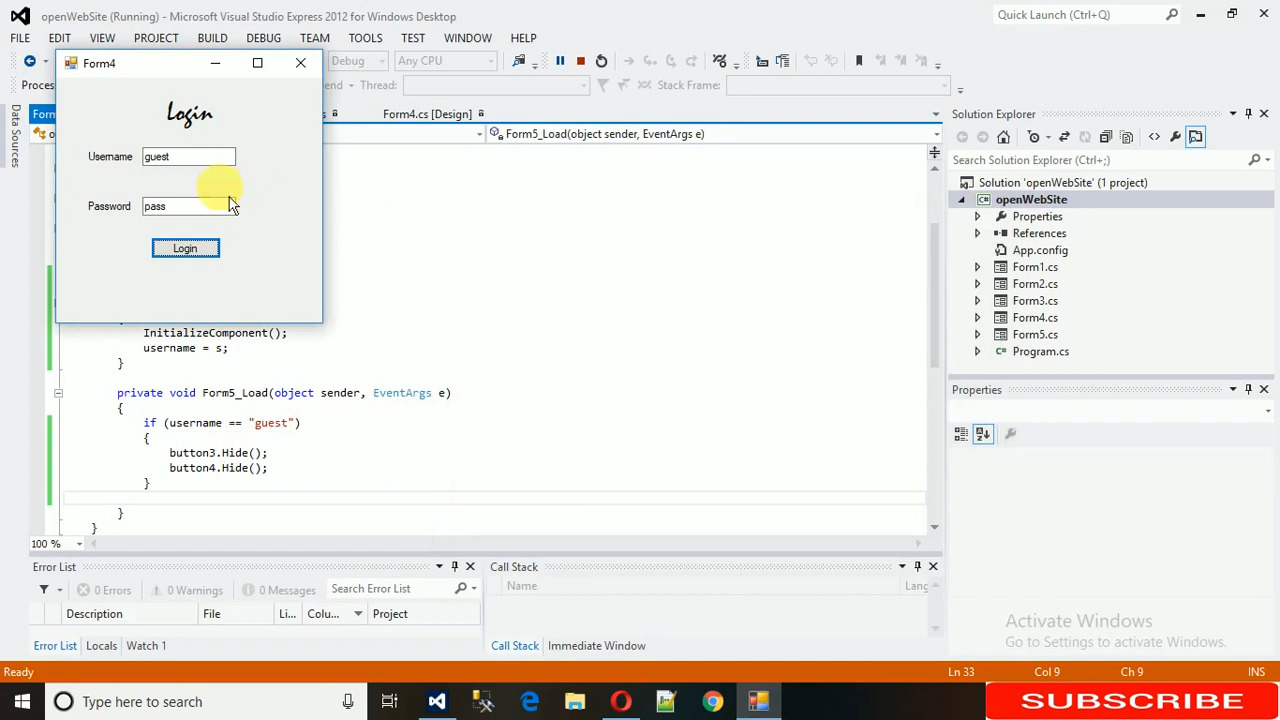 openWebSite (Running) - Microsoft Visual Studio Express 2012 for Windows Desktop
Quick Launch (Ctrl+Q)
FILE EDIT VIEW PROJECT BUILD DEBUG TEAM TOOLS TEST WINDOW HELP
Debug Any CPU
Thread: Stack Frame:
Form4
Login
Username guest
Password pass
Login
Data Sources
Form4.cs [Design]
Form5_Load(object sender, EventArgs e)
InitializeComponent();
username = s;
}
private void Form5_Load(object sender, EventArgs e)
{
if (username == "guest")
{
button3.Hide();
button4.Hide();
}
}
}
100 %
Solution Explorer
Search Solution Explorer (Ctrl+;)
Solution 'openWebSite' (1 project)
openWebSite
Properties
References
App.config
Form1.cs
Form2.cs
Form3.cs
Form4.cs
Form5.cs
Program.cs
Properties
Error List
0 Errors 0 Warnings 0 Messages Search Error List
Description File Li... Colu... Project
Error List Locals Watch 1
Call Stack
Name Lang
Call Stack Immediate Window
Activate Windows
Go to Settings to activate Windows.
Ready Ln 33 Col 9 Ch 9 INS
Type here to search
SUBSCRIBE